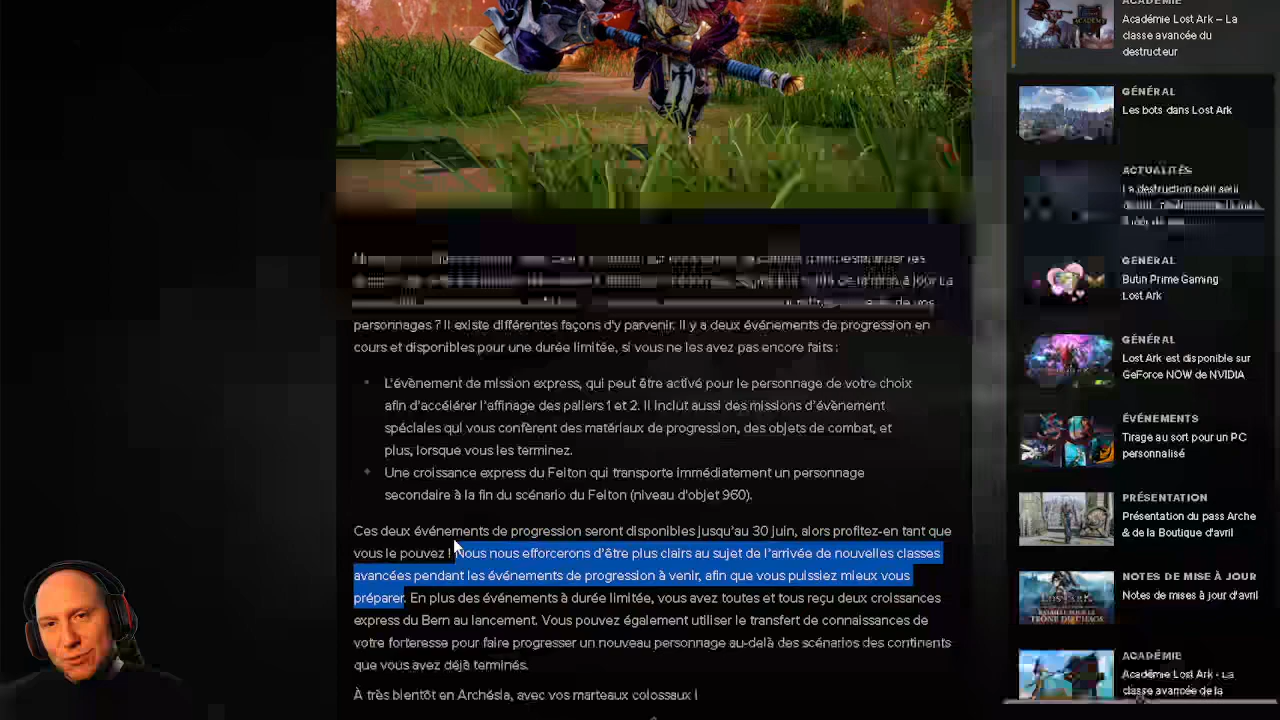 personnages ? Il existe différentes façons d'y parvenir. Il y a deux événements de progression en
cours et disponibles pour une durée limitée, si vous ne les avez pas encore faits :
L'évènement de mission express, qui peut être activé pour le personnage de votre choix
afin d'accélérer l'affinage des paliers 1 et 2. Il inclut aussi des missions d'évènement
spéciales qui vous confèrent des matériaux de progression, des objets de combat, et
plus, lorsque vous les terminez.
Une croissance express du Felton qui transporte immédiatement un personnage
secondaire à la fin du scénario du Felton (niveau d'objet 960).
Ces deux événements de progression seront disponibles jusqu'au 30 juin, alors profitez-en tant que
vous le pouvez ! Nous nous efforcerons d'être plus clairs au sujet de l'arrivée de nouvelles classes
avancées pendant les événements de progression à venir, afin que vous puissiez mieux vous
préparer. En plus des événements à durée limitée, vous avez toutes et tous reçu deux croissances
express du Bern au lancement. Vous pouvez également utiliser le transfert de connaissances de
votre forteresse pour faire progresser un nouveau personnage au-delà des scénarios des continents
que vous avez déjà terminés.
À très bientôt en Archésia, avec vos marteaux colossaux !
ACADÉMIE
Académie Lost Ark – La
classe avancée du
destructeur
GÉNÉRAL
Les bots dans Lost Ark
ACTUALITÉS
La destruction pour seul
GÉNÉRAL
Butin Prime Gaming
Lost Ark
GÉNÉRAL
Lost Ark est disponible sur
GeForce NOW de NVIDIA
ÉVÉNEMENTS
Tirage au sort pour un PC
personnalisé
PRÉSENTATION
Présentation du pass Arche
& de la Boutique d'avril
NOTES DE MISE À JOUR
Notes de mises à jour d'avril
ACADÉMIE
Académie Lost Ark - La
classe avancée de la